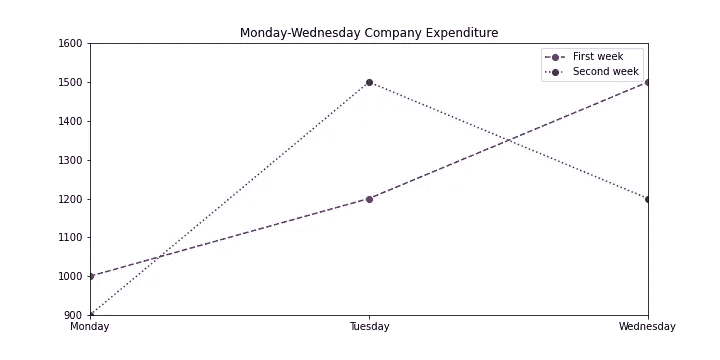 Monday-Wednesday Company Expenditure
First week
Second week
1600
1500
1400
1300
1200
1100
1000
900
Monday Tuesday Wednesday